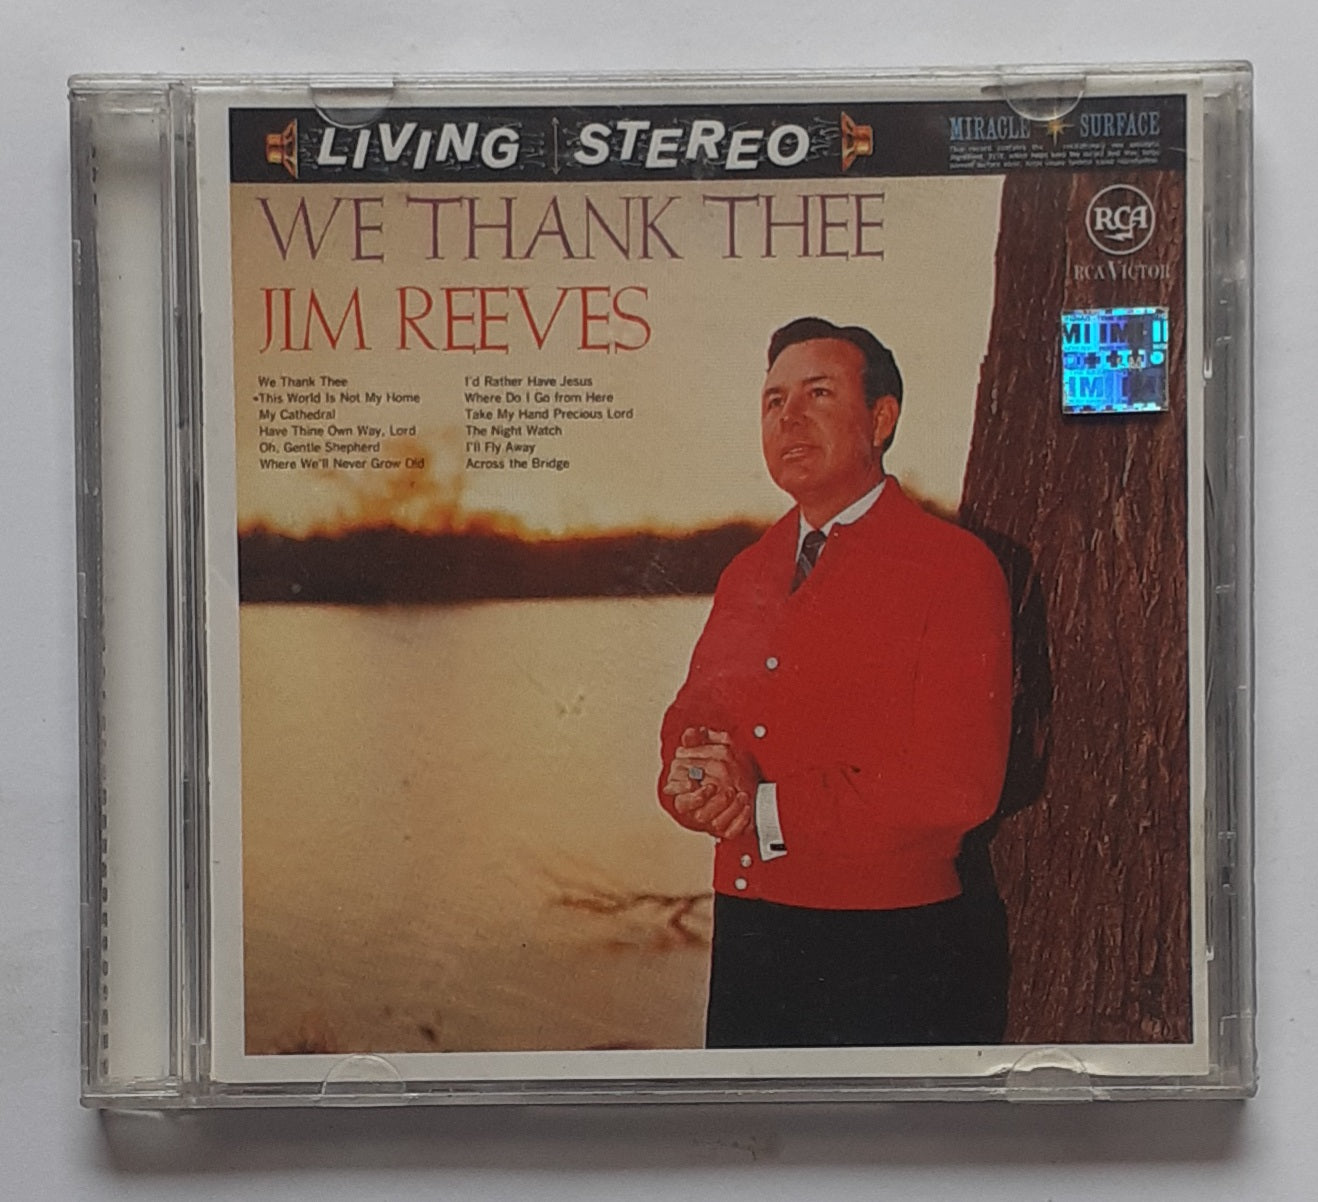 LIVING STEREO
MIRACLE SURFACE
WE THANK THEE
JIM REEVES
RCA
RCA VICTOR
We Thank Thee
•This World Is Not My Home
My Cathedral
Have Thine Own Way, Lord
Oh, Gentle Shepherd
Where We'll Never Grow Old
I'd Rather Have Jesus
Where Do I Go from Here
Take My Hand Precious Lord
The Night Watch
I'll Fly Away
Across the Bridge